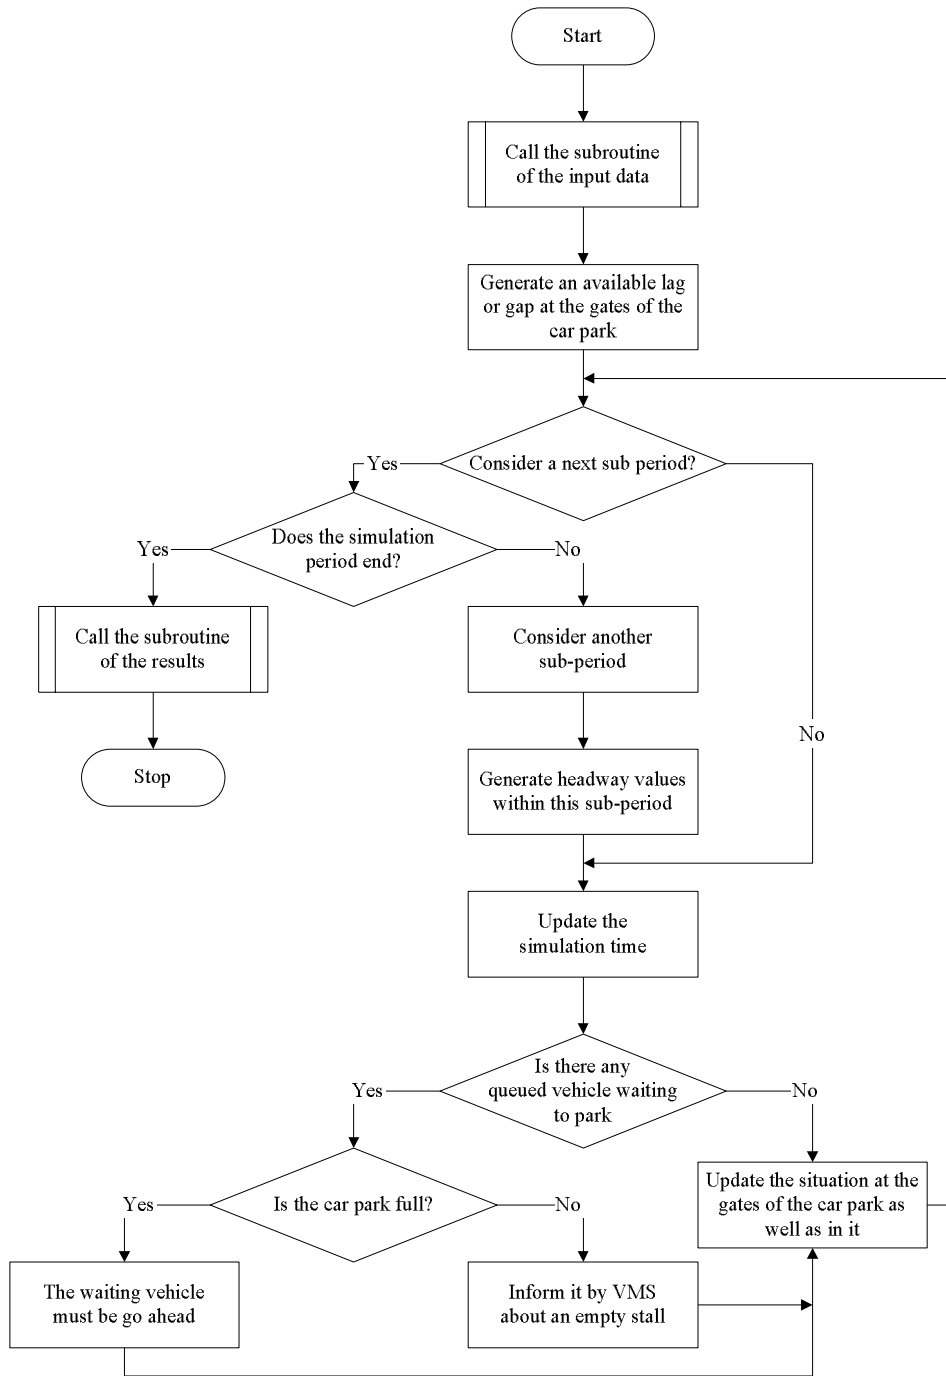 Start
Call the subroutine
of the input data
Generate an available lag
or gap at the gates of the
car park
Consider a next sub period?
Yes
No
Does the simulation
period end?
Yes
No
Call the subroutine
of the results
Stop
Consider another
sub-period
Generate headway values
within this sub-period
Update the
simulation time
Is there any
queued vehicle waiting
to park
Yes
No
Update the situation at the
gates of the car park as
well as in it
Is the car park full?
Yes
No
The waiting vehicle
must be go ahead
Inform it by VMS
about an empty stall